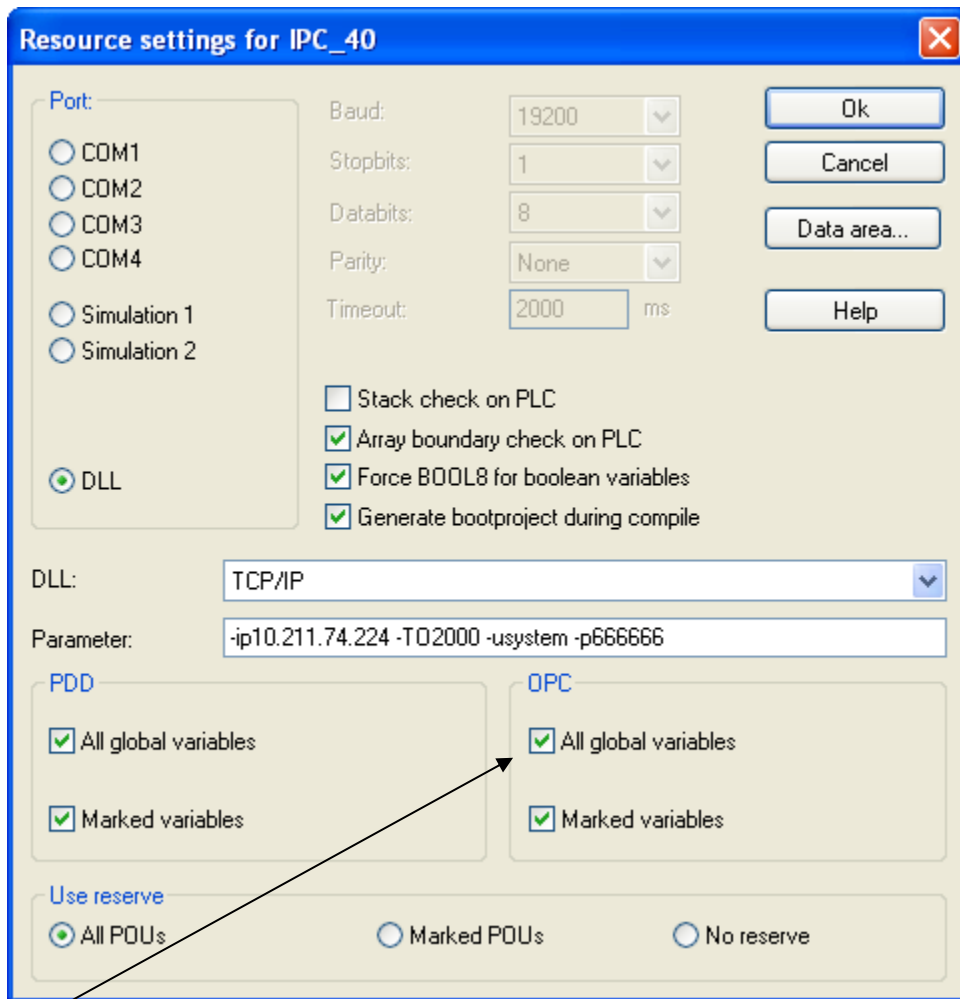 Resource settings for IPC_40
Port:
COM1
COM2
COM3
COM4
Simulation 1
Simulation 2
DLL
Baud: 19200
Stopbits: 1
Databits: 8
Parity: None
Timeout: 2000 ms
Ok
Cancel
Data area...
Help
Stack check on PLC
Array boundary check on PLC
Force BOOL8 for boolean variables
Generate bootproject during compile
DLL: TCP/IP
Parameter: -ip10.211.74.224 -TO2000 -usystem -p666666
PDD
All global variables
Marked variables
OPC
All global variables
Marked variables
Use reserve
All POUs Marked POUs No reserve